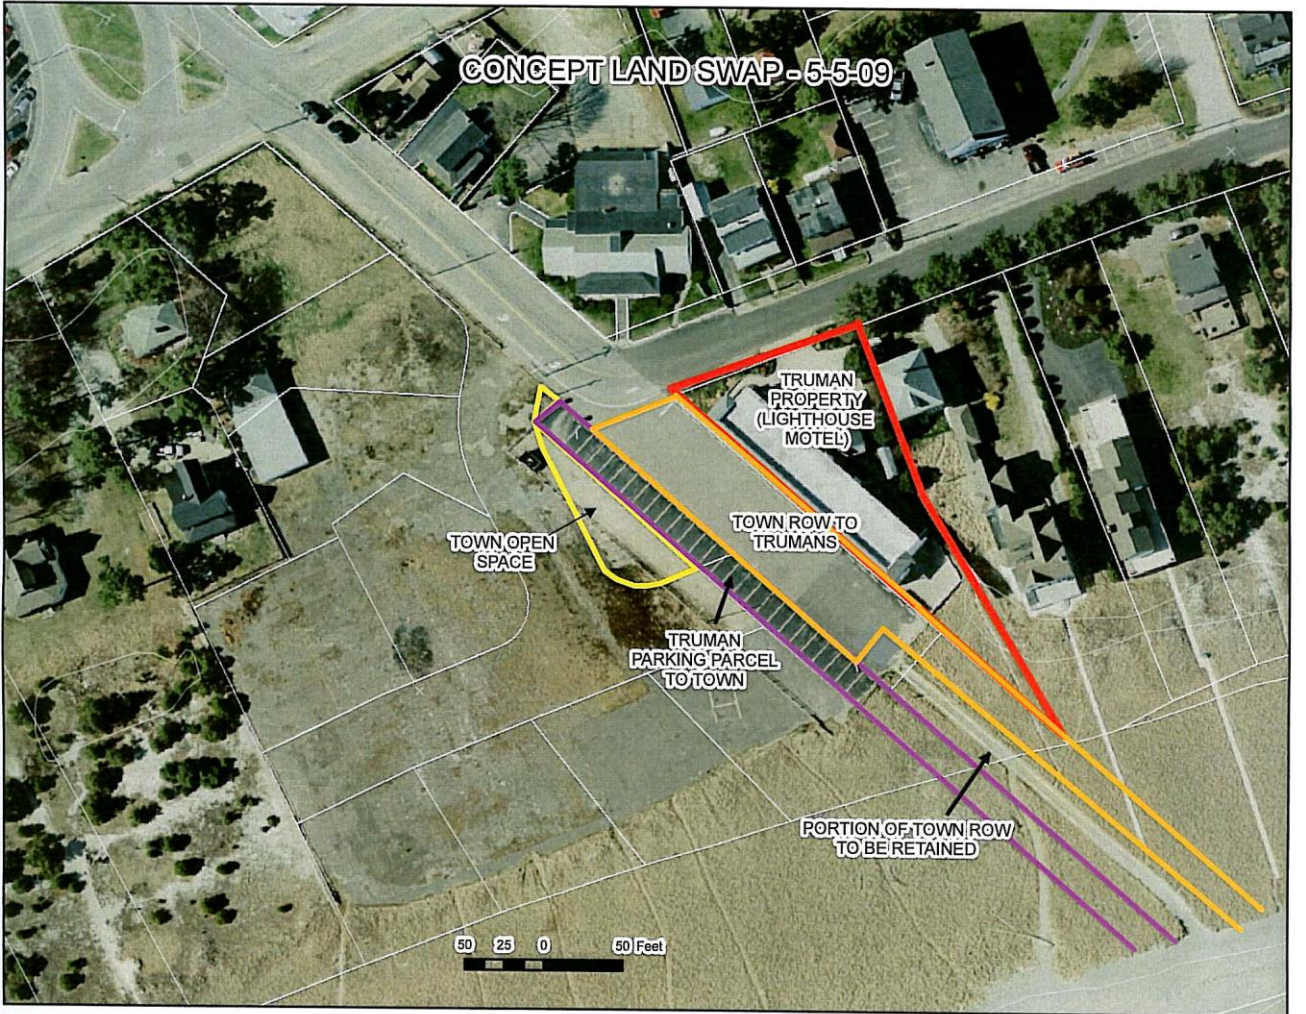 CONCEPT LAND SWAP - 5-5-09
TRUMAN
PROPERTY
(LIGHTHOUSE
MOTEL)
TOWN ROW TO
TRUMANS
TOWN OPEN
SPACE
TRUMAN
PARKING PARCEL
TO TOWN
PORTION OF TOWN ROW
TO BE RETAINED
50 25 0 50 Feet